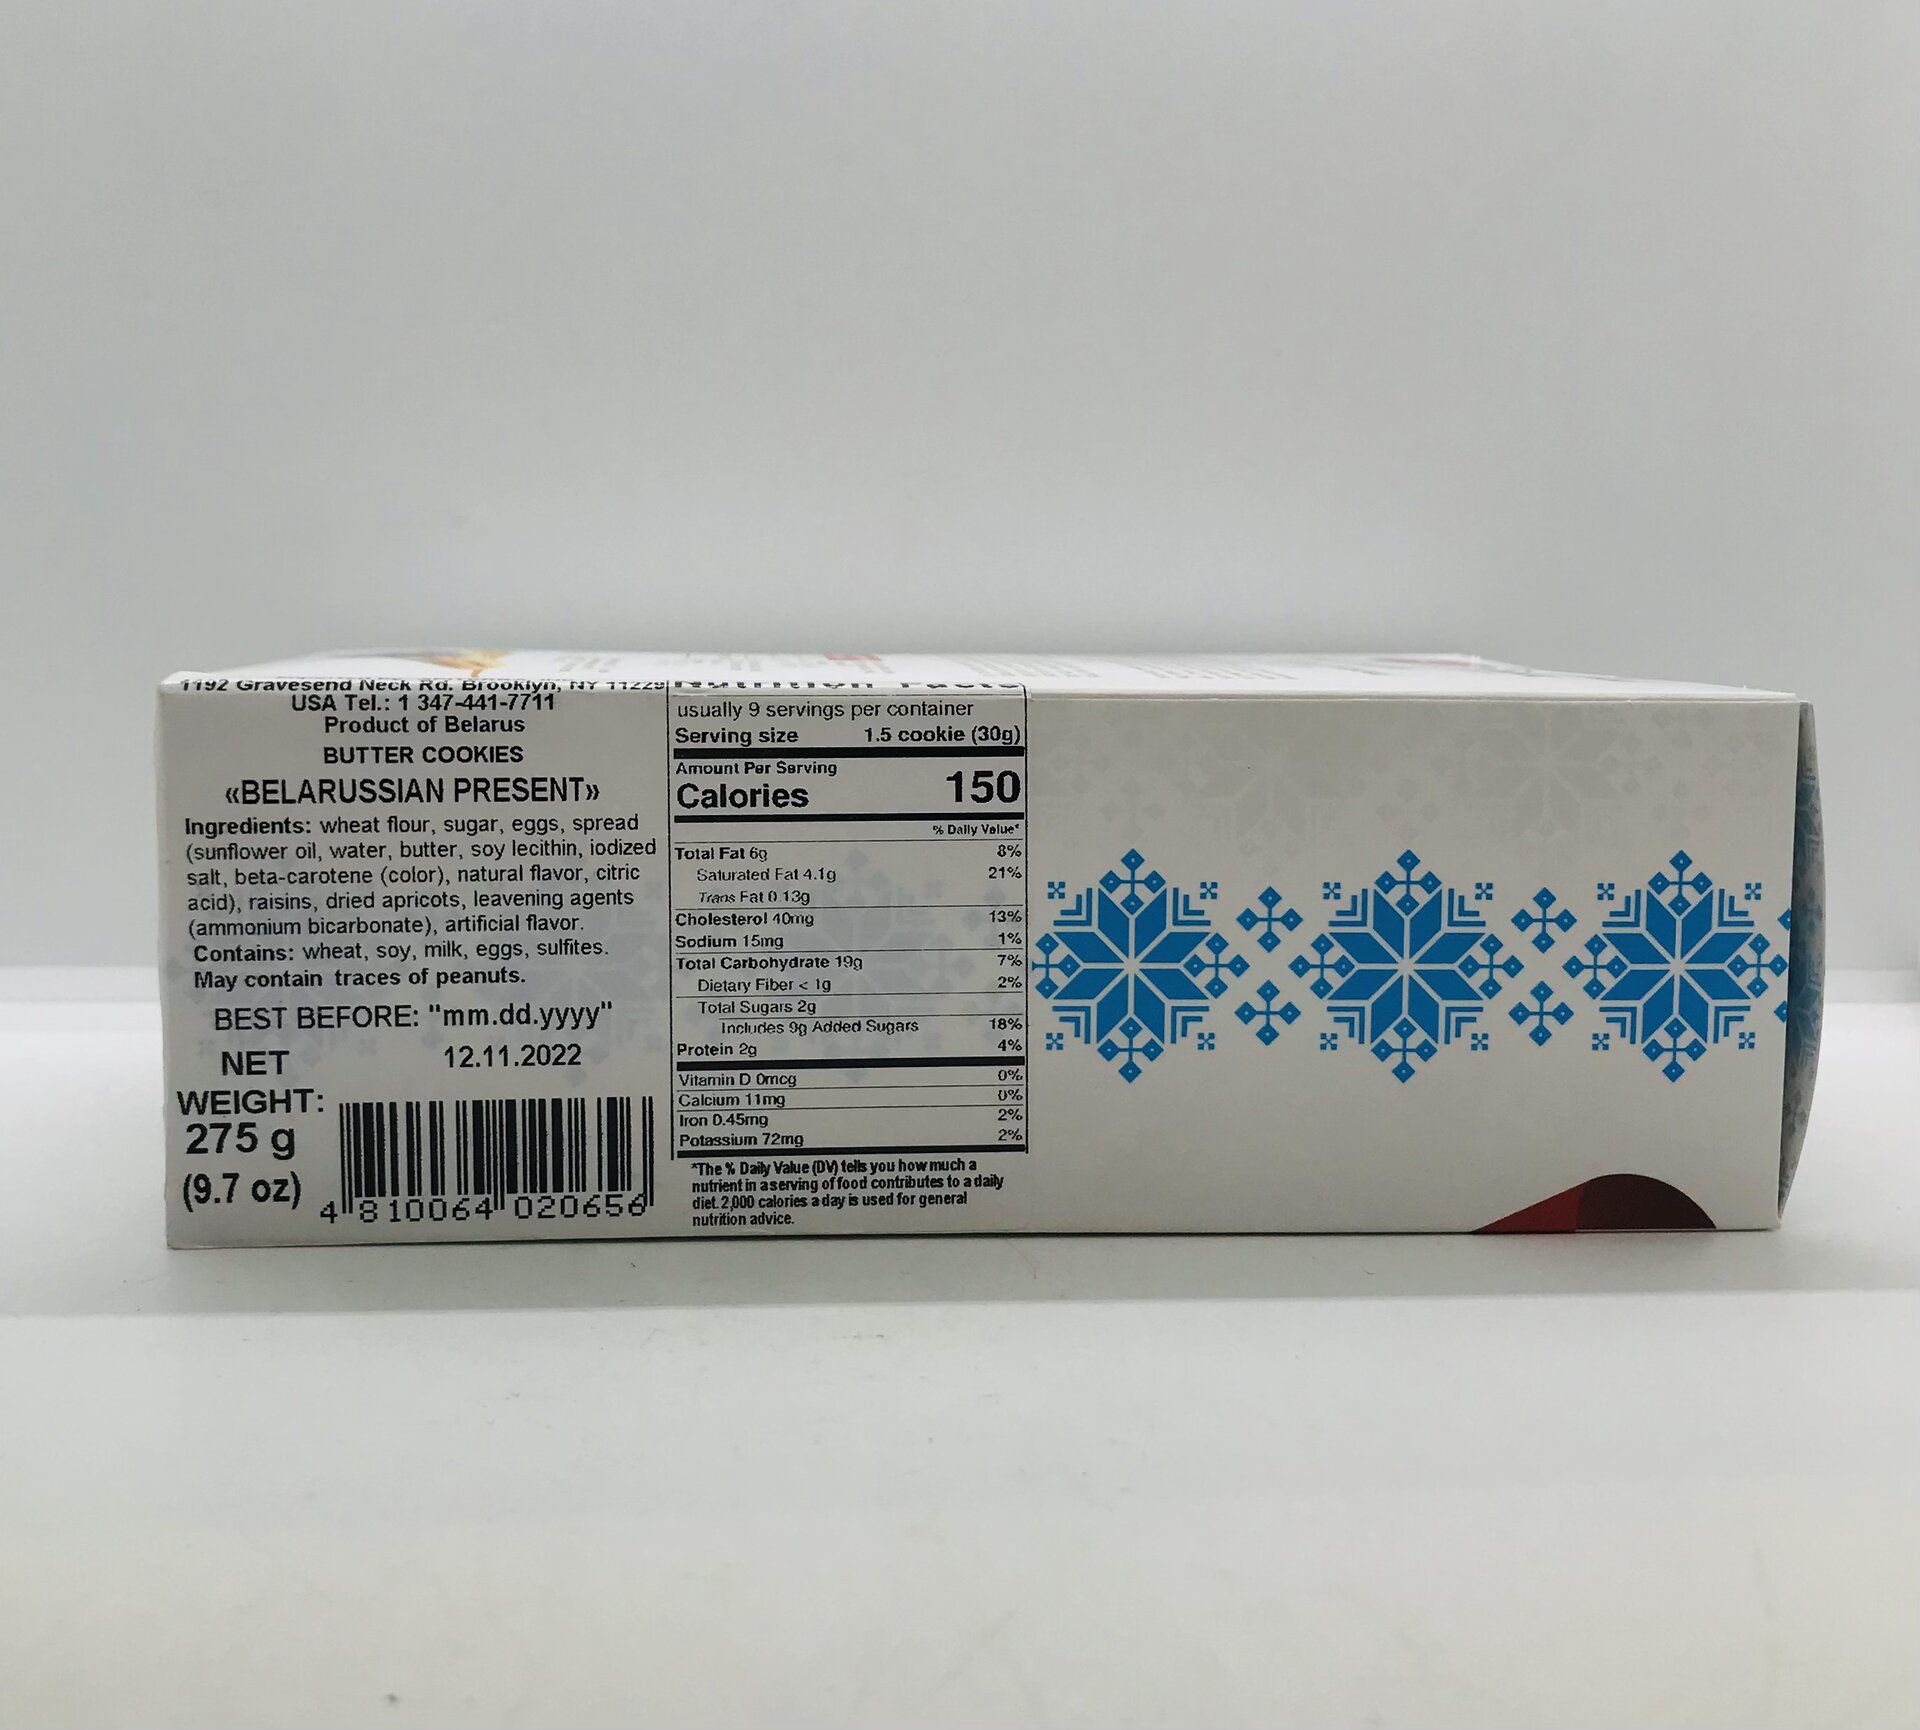 1192 Gravesend Neck Rd. Brooklyn, NY 11229
USA Tel.: 1 347-441-7711
Product of Belarus
BUTTER COOKIES
«BELARUSSIAN PRESENT»
Ingredients: wheat flour, sugar, eggs, spread
(sunflower oil, water, butter, soy lecithin, iodized
salt, beta-carotene (color), natural flavor, citric
acid), raisins, dried apricots, leavening agents
(ammonium bicarbonate), artificial flavor.
Contains: wheat, soy, milk, eggs, sulfites.
May contain traces of peanuts.
BEST BEFORE: "mm.dd.yyyy"
12.11.2022
NET
WEIGHT:
275 g
(9.7 oz)
4 810064 020656
Nutrition Facts
usually 9 servings per container
Serving size 1.5 cookie (30g)
Amount Per Serving
Calories 150
% Daily Value*
Total Fat 6g 8%
Saturated Fat 4.1g 21%
Trans Fat 0.13g
Cholesterol 40mg 13%
Sodium 15mg 1%
Total Carbohydrate 19g 7%
Dietary Fiber < 1g 2%
Total Sugars 2g
Includes 9g Added Sugars 18%
Protein 2g 4%
Vitamin D 0mcg 0%
Calcium 11mg 0%
Iron 0.45mg 2%
Potassium 72mg 2%
*The % Daily Value (DV) tells you how much a
nutrient in a serving of food contributes to a daily
diet. 2,000 calories a day is used for general
nutrition advice.